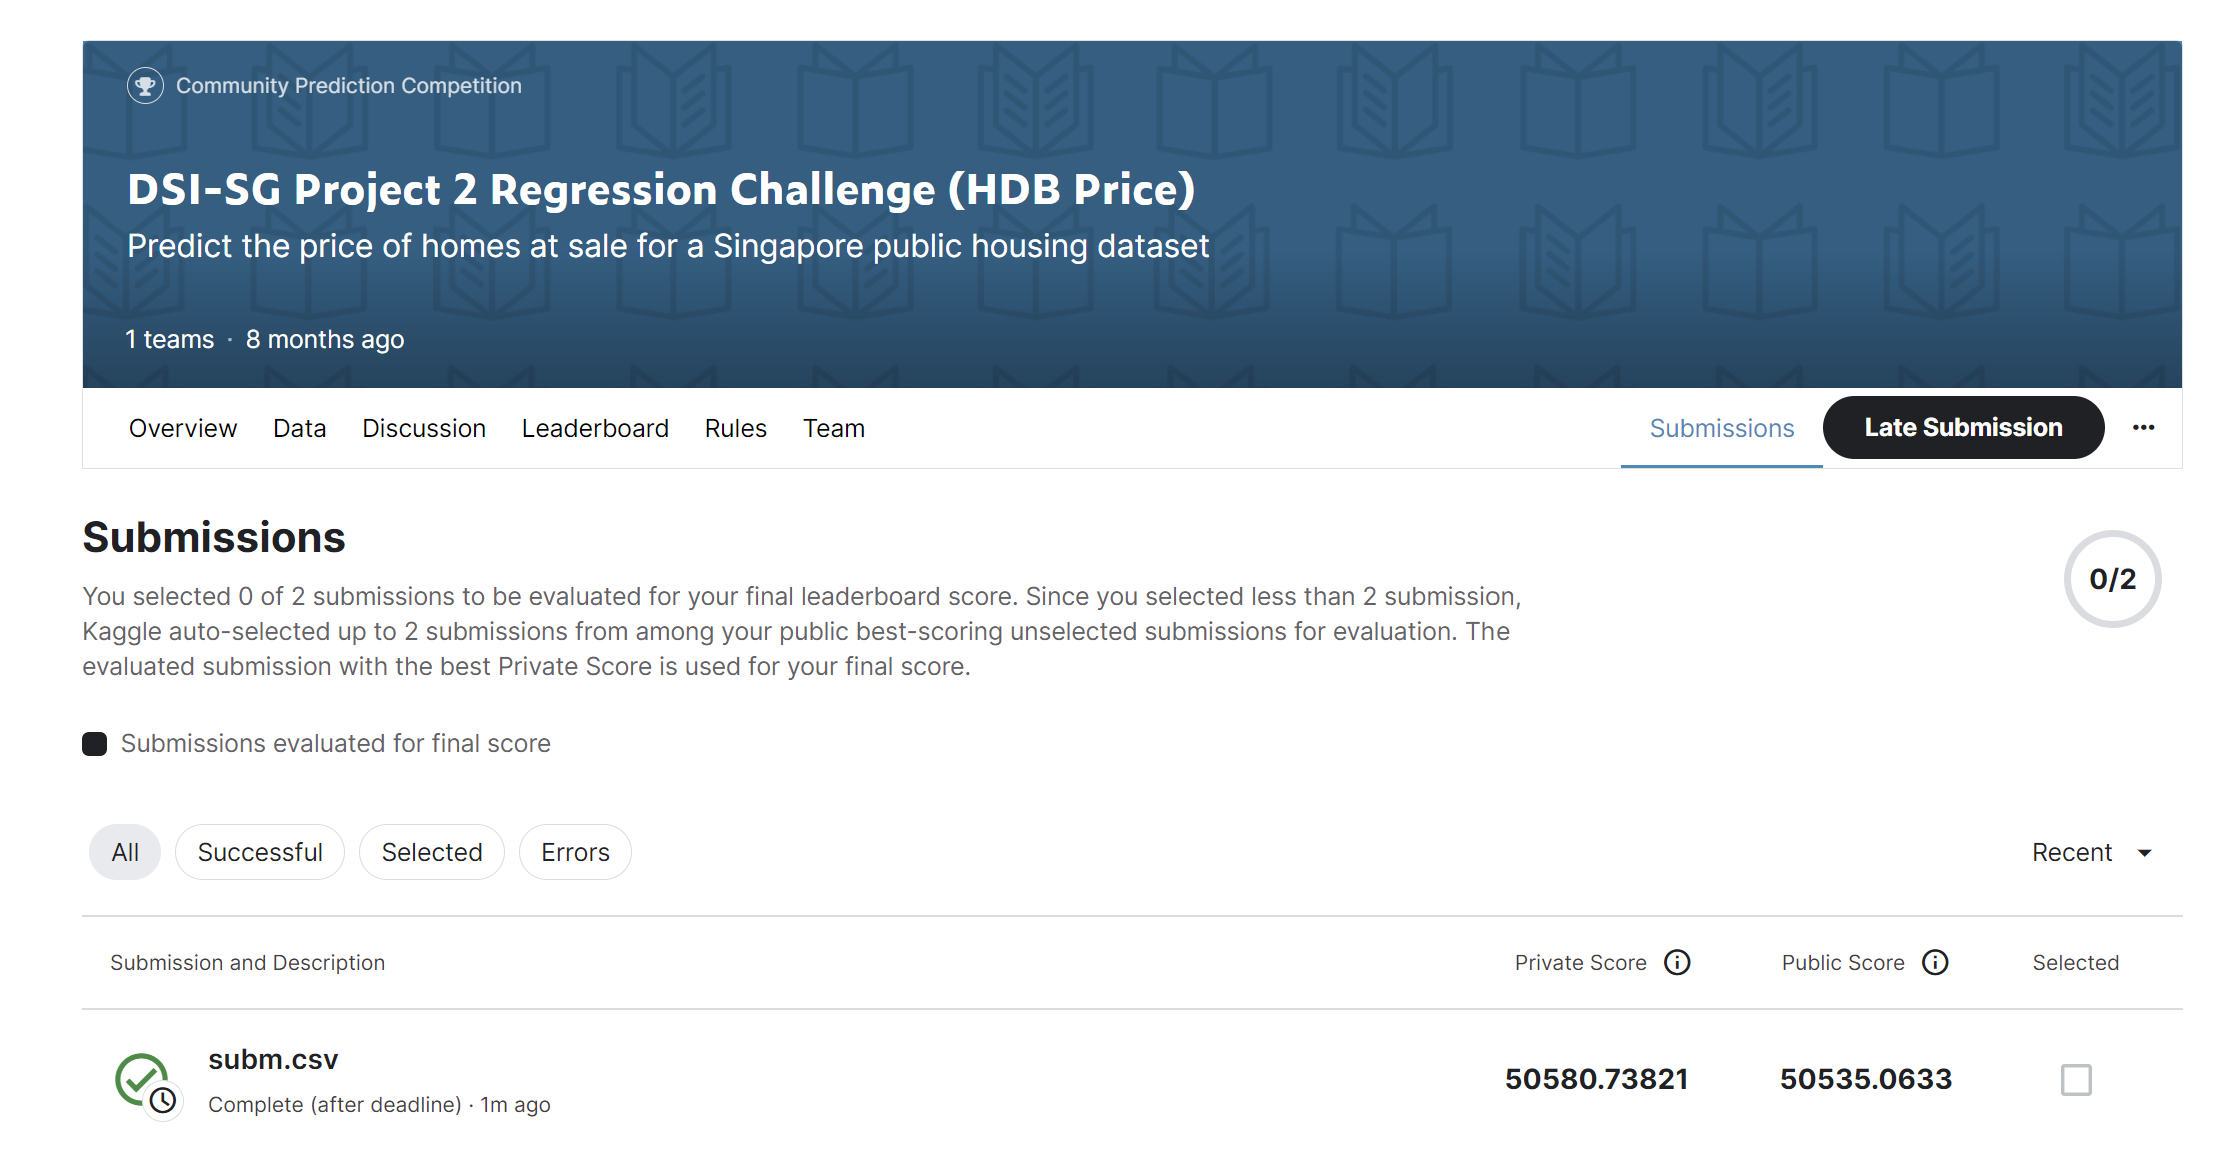 Community Prediction Competition
DSI-SG Project 2 Regression Challenge (HDB Price)
Predict the price of homes at sale for a Singapore public housing dataset
1 teams · 8 months ago
Overview Data Discussion Leaderboard Rules Team Submissions Late Submission ...
Submissions
0/2
You selected 0 of 2 submissions to be evaluated for your final leaderboard score. Since you selected less than 2 submission,
Kaggle auto-selected up to 2 submissions from among your public best-scoring unselected submissions for evaluation. The
evaluated submission with the best Private Score is used for your final score.
Submissions evaluated for final score
All Successful Selected Errors Recent
Submission and Description Private Score Public Score Selected
subm.csv
50580.73821 50535.0633
Complete (after deadline) · 1m ago